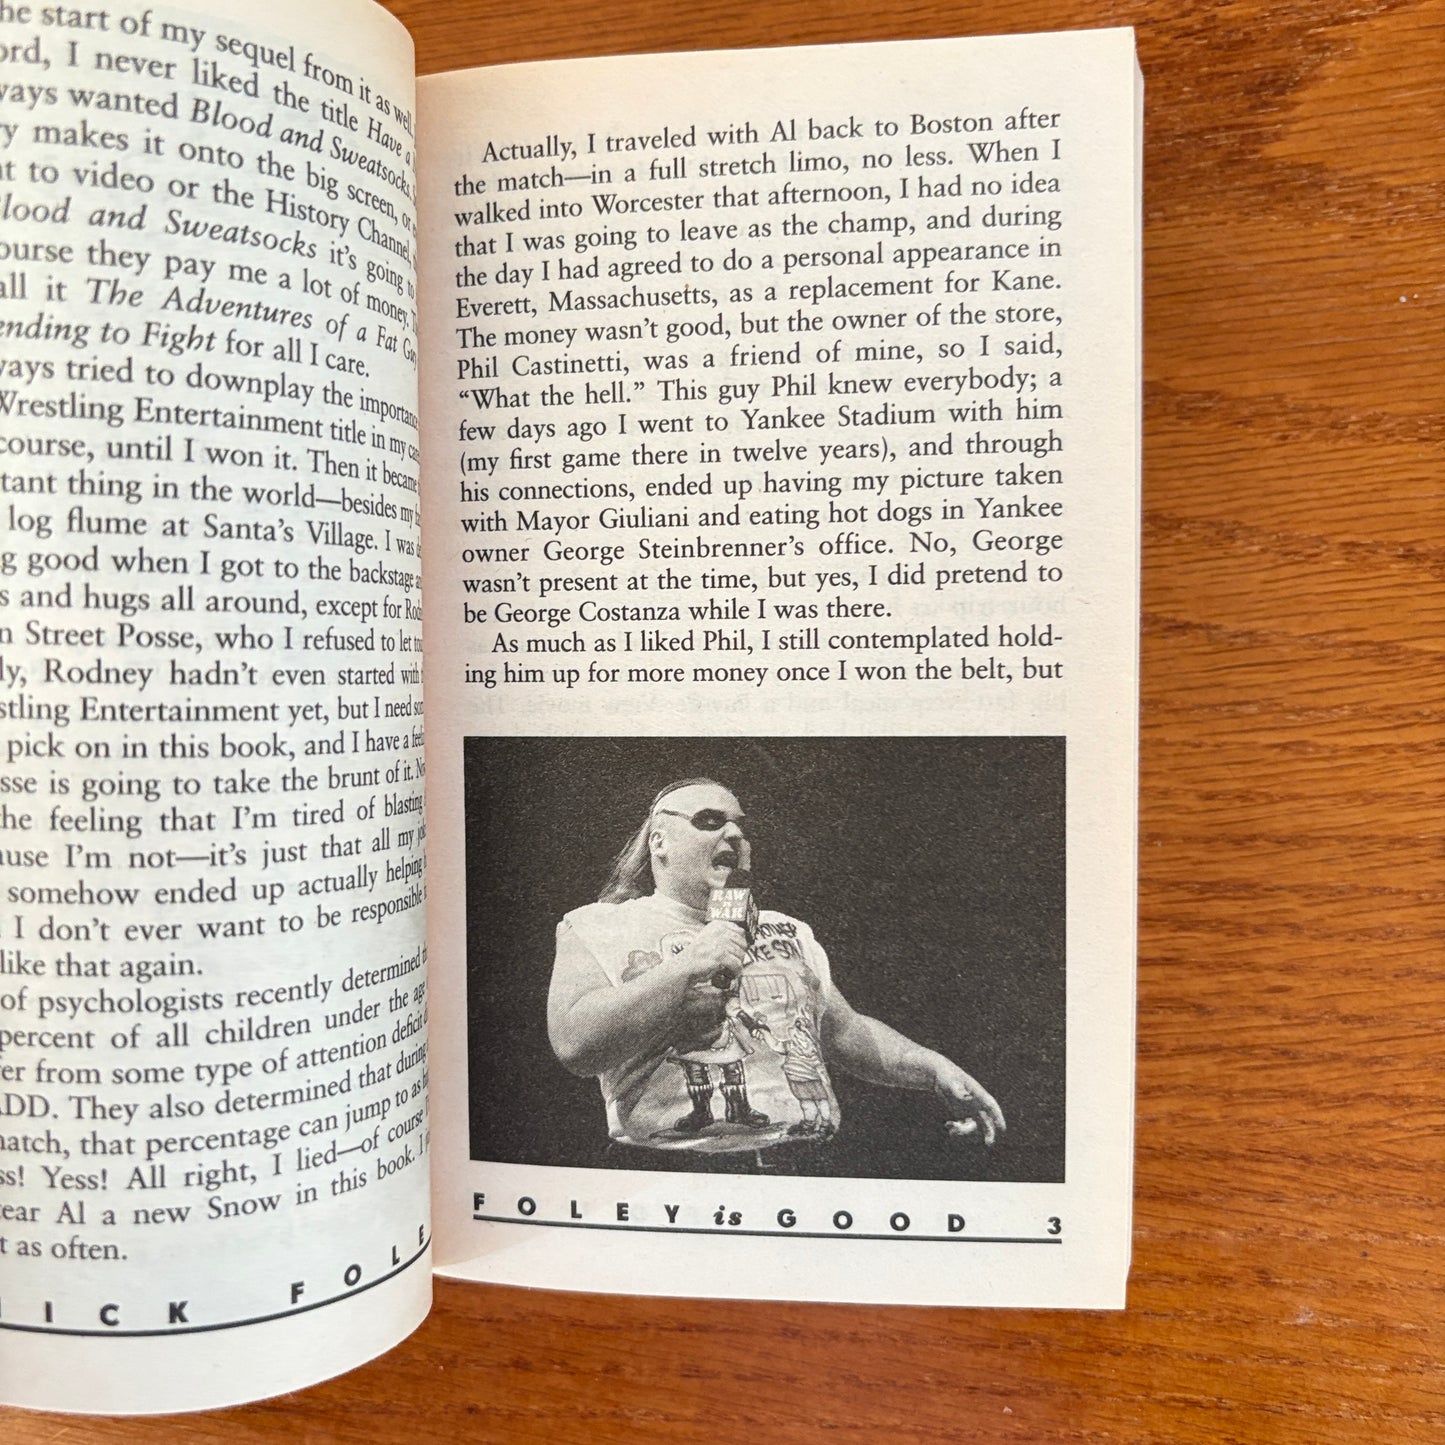 he start of my sequel from it as well.
ord, I never liked the title Have a
ways wanted Blood and Sweatsocks.
ry makes it onto the big screen, or
ht to video or the History Channel,
Blood and Sweatsocks it's going to
ourse they pay me a lot of money.
all it The Adventures of a Fat Guy
ending to Fight for all I care.
ways tried to downplay the importance
Wrestling Entertainment title in my
course, until I won it. Then it became
tant thing in the world—besides my
log flume at Santa's Village. I was
g good when I got to the backstage
s and hugs all around, except for
n Street Posse, who I refused to let
ly, Rodney hadn't even started with
stling Entertainment yet, but I need
pick on in this book, and I have a
sse is going to take the brunt of it.
he feeling that I'm tired of blasting
ause I'm not—it's just that all my
somehow ended up actually helping
I don't ever want to be responsible
like that again.
of psychologists recently determined
percent of all children under the age
er from some type of attention deficit
ADD. They also determined that during
match, that percentage can jump to as
ss! Yess! All right, I lied—of course
ear Al a new Snow in this book. I
t as often.
ICK FOLE
Actually, I traveled with Al back to Boston after
the match—in a full stretch limo, no less. When I
walked into Worcester that afternoon, I had no idea
that I was going to leave as the champ, and during
the day I had agreed to do a personal appearance in
Everett, Massachusetts, as a replacement for Kane.
The money wasn't good, but the owner of the store,
Phil Castinetti, was a friend of mine, so I said,
“What the hell.” This guy Phil knew everybody; a
few days ago I went to Yankee Stadium with him
(my first game there in twelve years), and through
his connections, ended up having my picture taken
with Mayor Giuliani and eating hot dogs in Yankee
owner George Steinbrenner's office. No, George
wasn't present at the time, but yes, I did pretend to
be George Costanza while I was there.
As much as I liked Phil, I still contemplated hold-
ing him up for more money once I won the belt, but
RAW
WAR
LIKE SON
FOLEY is GOOD 3